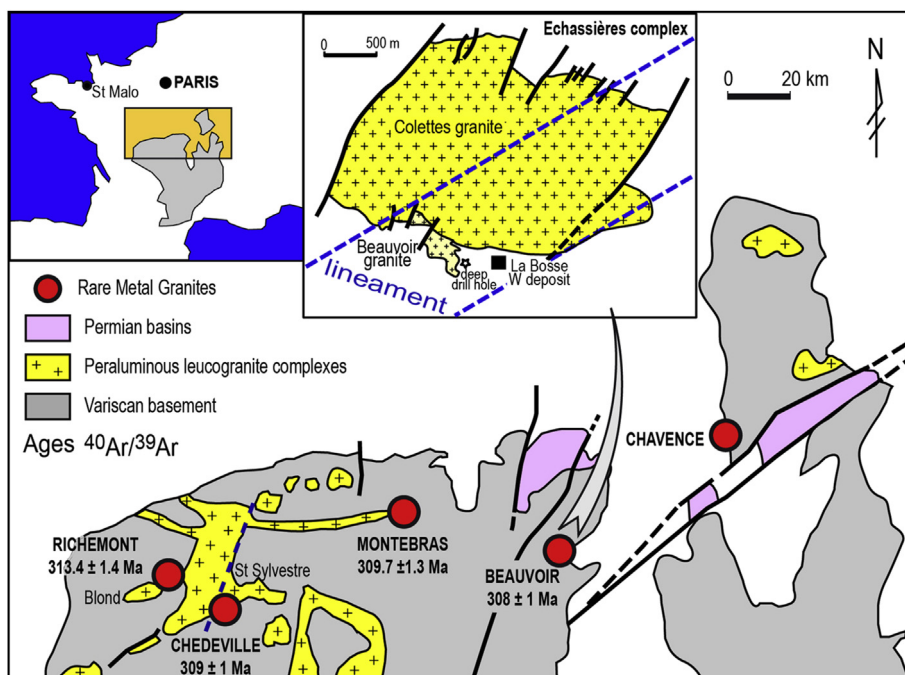 St Malo
PARIS
0 500 m
Echassières complex
Colettes granite
Beauvoir
granite
deep
drill hole
La Bosse
W deposit
lineament
N
0 20 km
Rare Metal Granites
Permian basins
Peraluminous leucogranite complexes
Variscan basement
Ages ⁴⁰Ar/³⁹Ar
CHAVENCE
RICHEMONT
313.4 ± 1.4 Ma
Blond
St Sylvestre
CHEDEVILLE
309 ± 1 Ma
MONTEBRAS
309.7 ±1.3 Ma
BEAUVOIR
308 ± 1 Ma